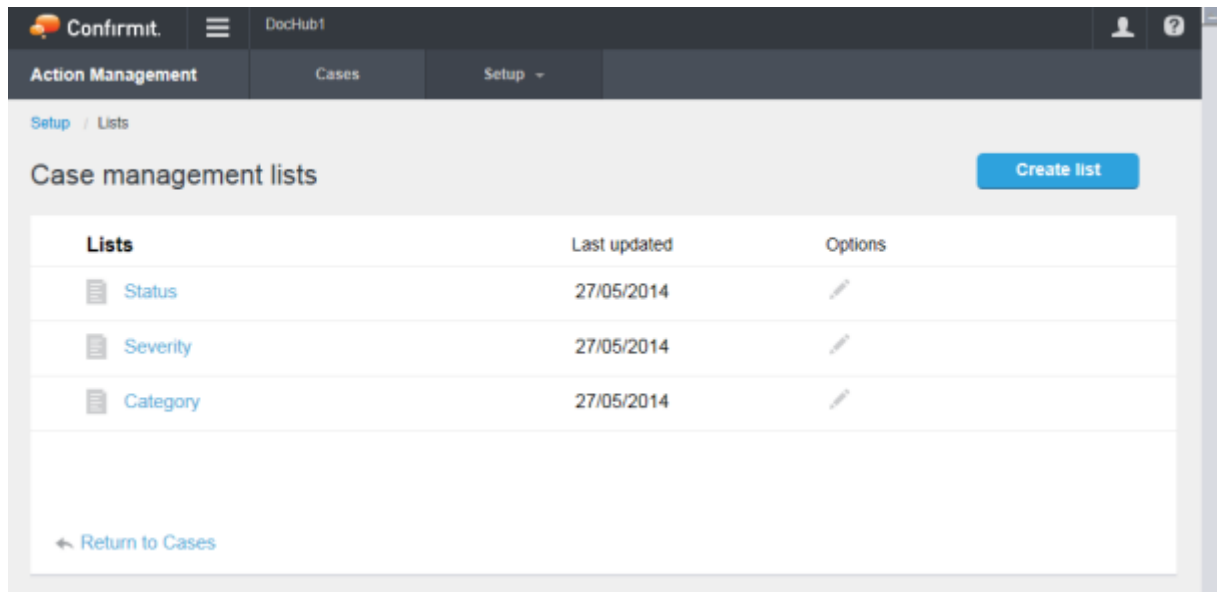 Confirmit. DocHub1
Action Management Cases Setup
Setup / Lists
Case management lists Create list
Lists Last updated Options
Status 27/05/2014
Severity 27/05/2014
Category 27/05/2014
Return to Cases